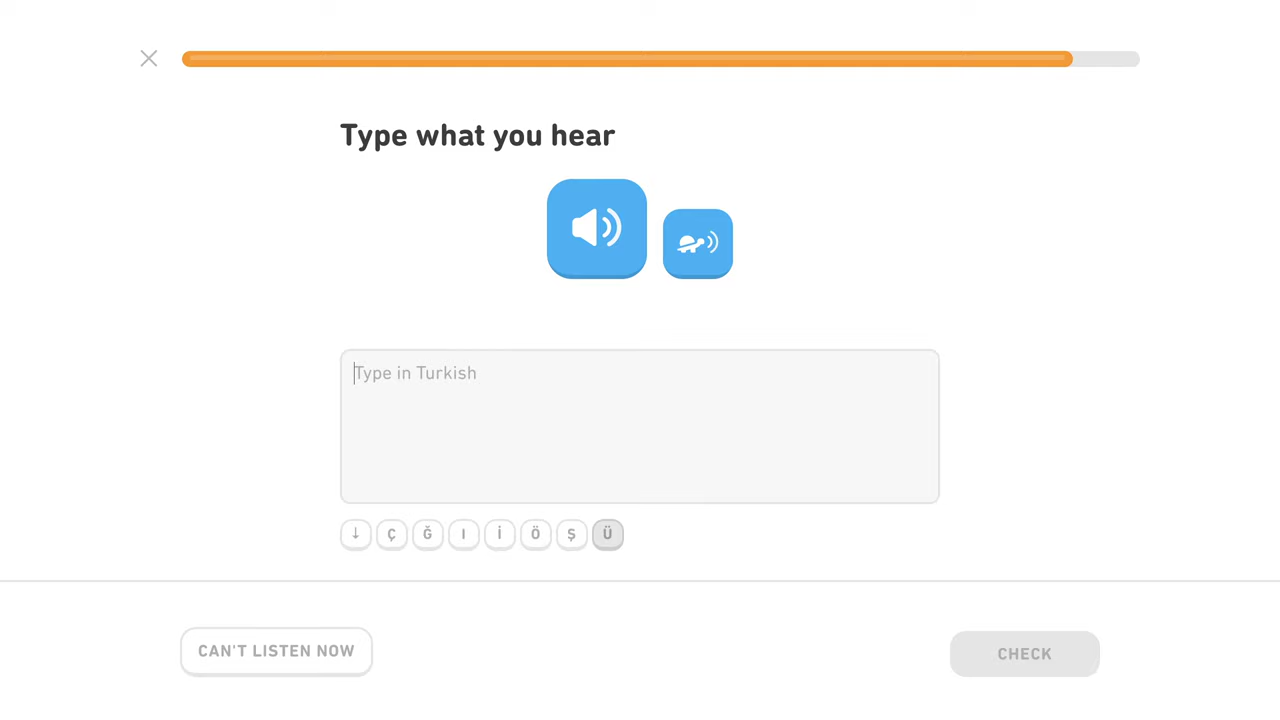 Type what you hear
Type in Turkish
↓ Ç Ğ I İ Ö Ş Ü
CAN'T LISTEN NOW
CHECK